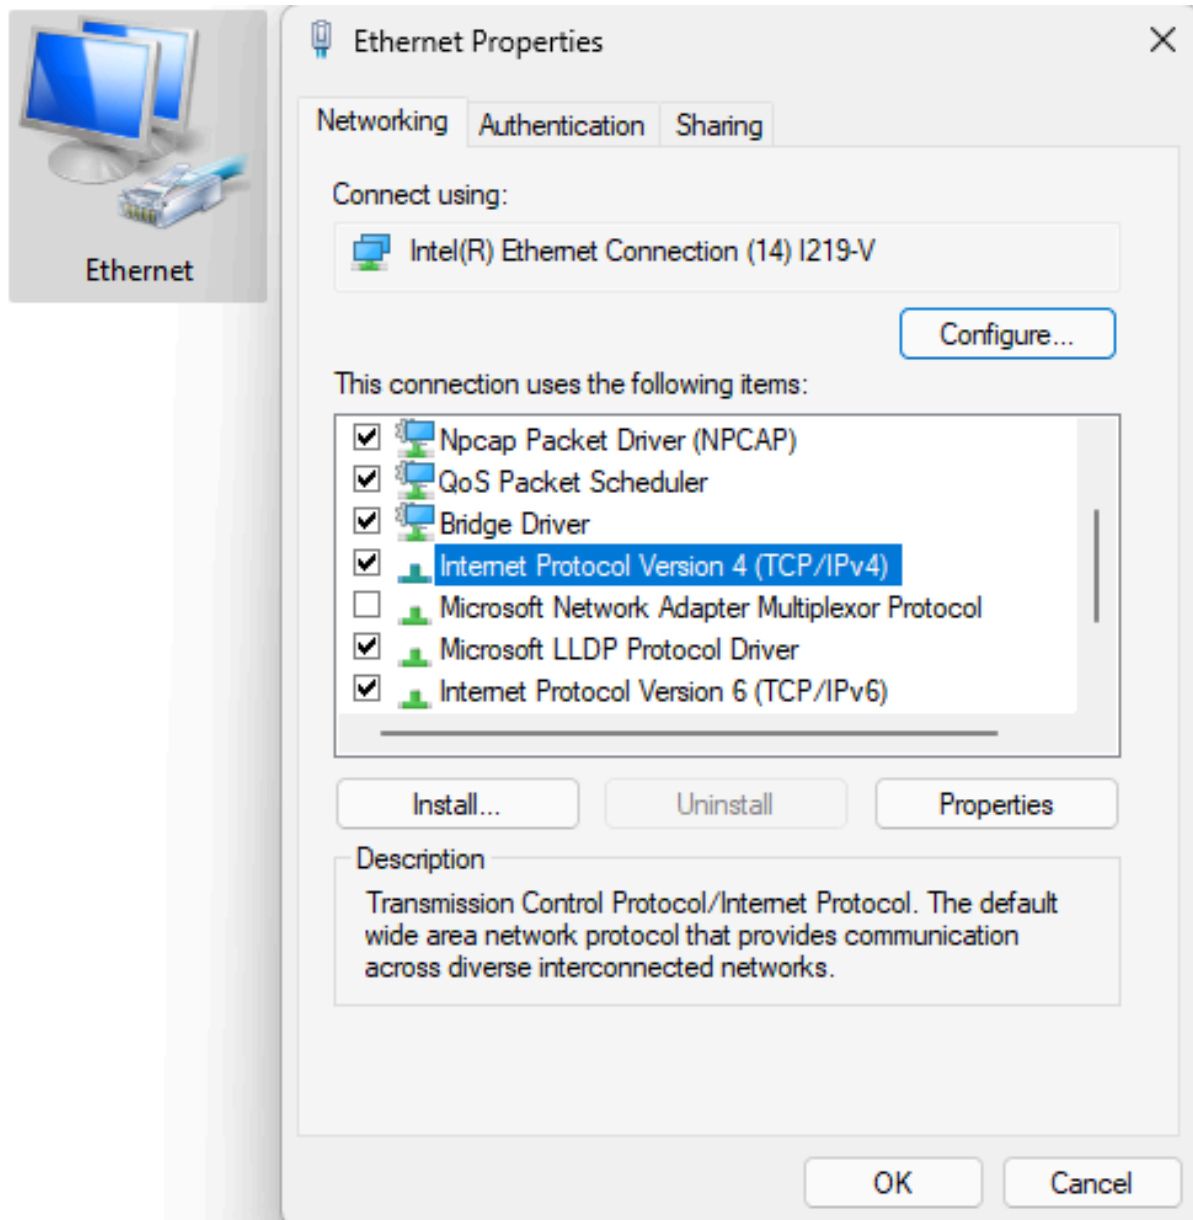 Ethernet
Ethernet Properties
Networking
Authentication
Sharing
Connect using:
Intel(R) Ethernet Connection (14) I219-V
Configure...
This connection uses the following items:
Npcap Packet Driver (NPCAP)
QoS Packet Scheduler
Bridge Driver
Internet Protocol Version 4 (TCP/IPv4)
Microsoft Network Adapter Multiplexor Protocol
Microsoft LLDP Protocol Driver
Internet Protocol Version 6 (TCP/IPv6)
Install...
Uninstall
Properties
Description
Transmission Control Protocol/Internet Protocol. The default
wide area network protocol that provides communication
across diverse interconnected networks.
OK
Cancel